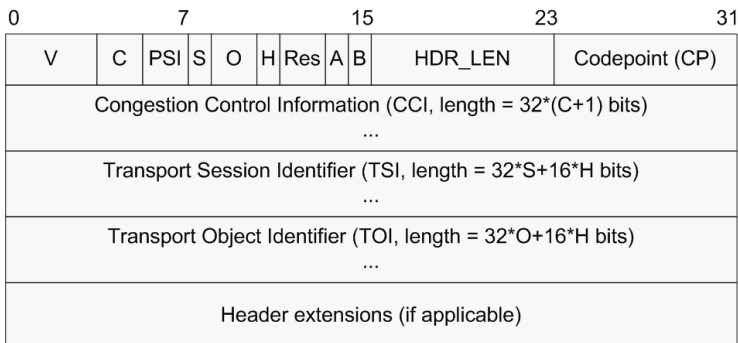 0 7 15 23 31
V C PSI S O H Res A B HDR_LEN Codepoint (CP)
Congestion Control Information (CCI, length = 32*(C+1) bits)
...
Transport Session Identifier (TSI, length = 32*S+16*H bits)
...
Transport Object Identifier (TOI, length = 32*O+16*H bits)
...
Header extensions (if applicable)